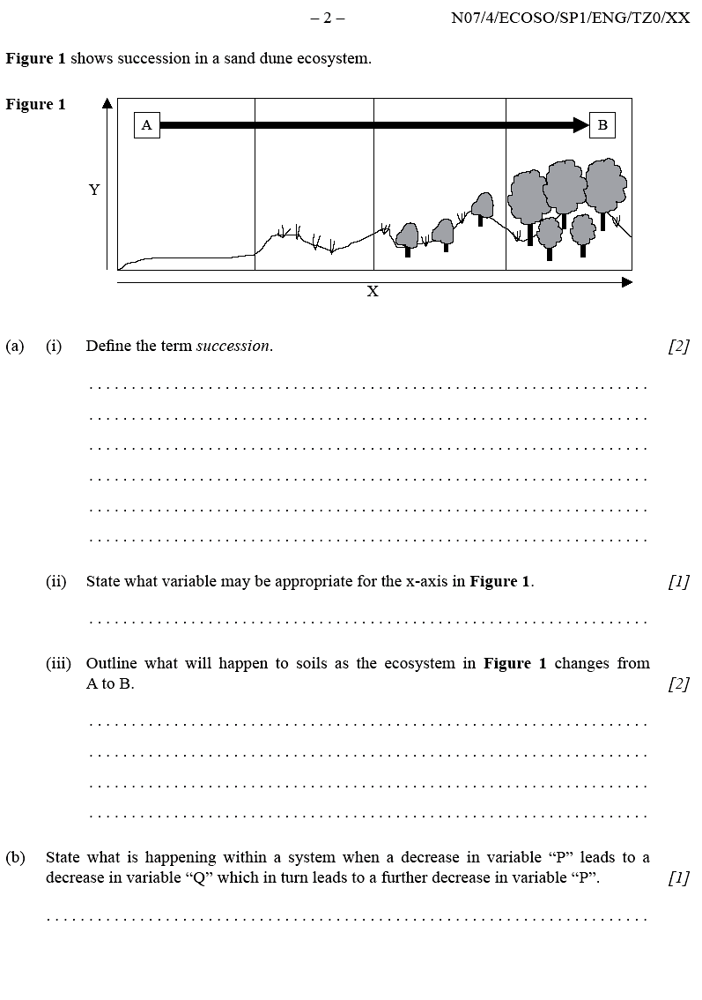 – 2 –
N07/4/ECOSO/SP1/ENG/TZ0/XX
Figure 1 shows succession in a sand dune ecosystem.
Figure 1
A
B
Y
X
(a) (i) Define the term succession. [2]
(ii) State what variable may be appropriate for the x-axis in Figure 1. [1]
(iii) Outline what will happen to soils as the ecosystem in Figure 1 changes from
A to B. [2]
(b) State what is happening within a system when a decrease in variable “P” leads to a
decrease in variable “Q” which in turn leads to a further decrease in variable “P”. [1]